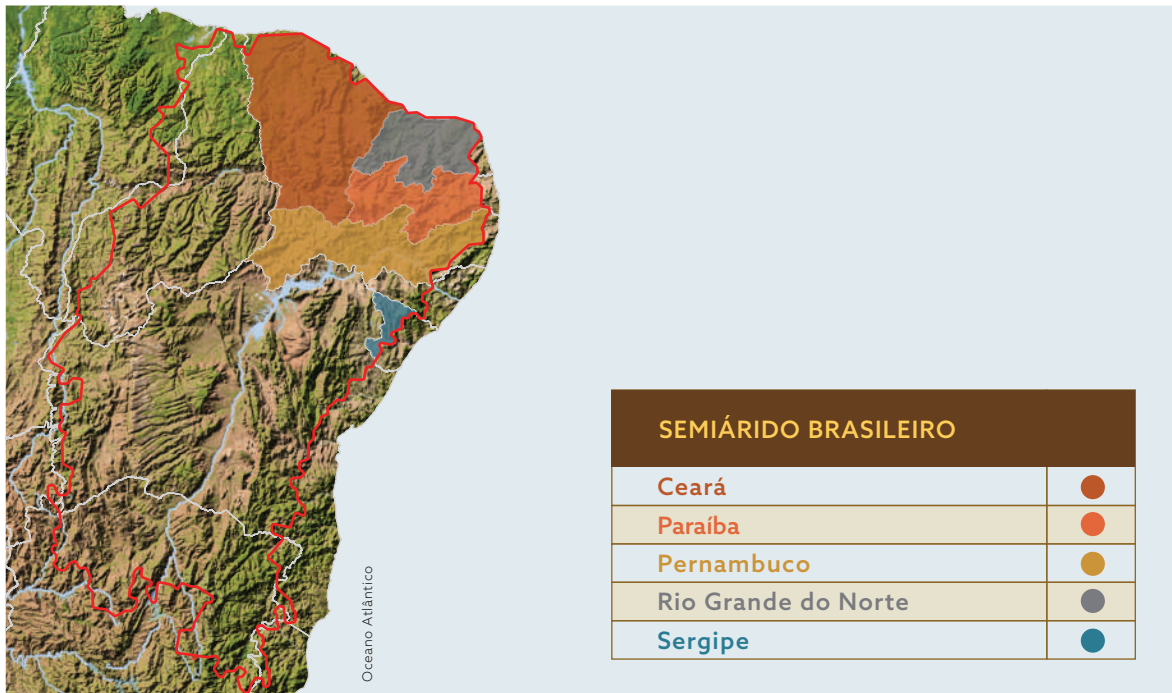 Oceano Atlântico
SEMIÁRIDO BRASILEIRO
Ceará
Paraíba
Pernambuco
Rio Grande do Norte
Sergipe